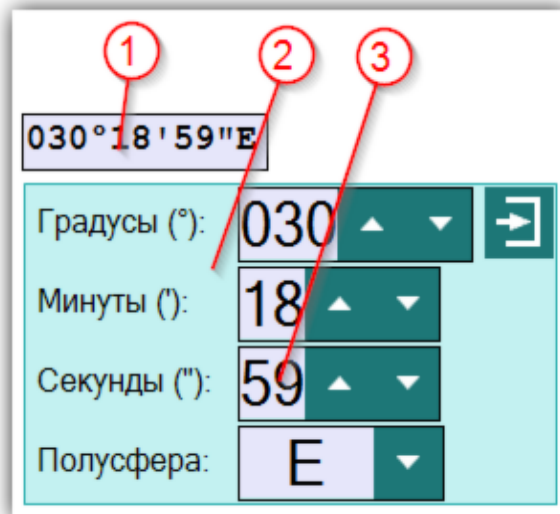 1 2 3
030°18'59"E
Градусы (°): 030
Минуты ('): 18
Секунды (''): 59
Полусфера: E